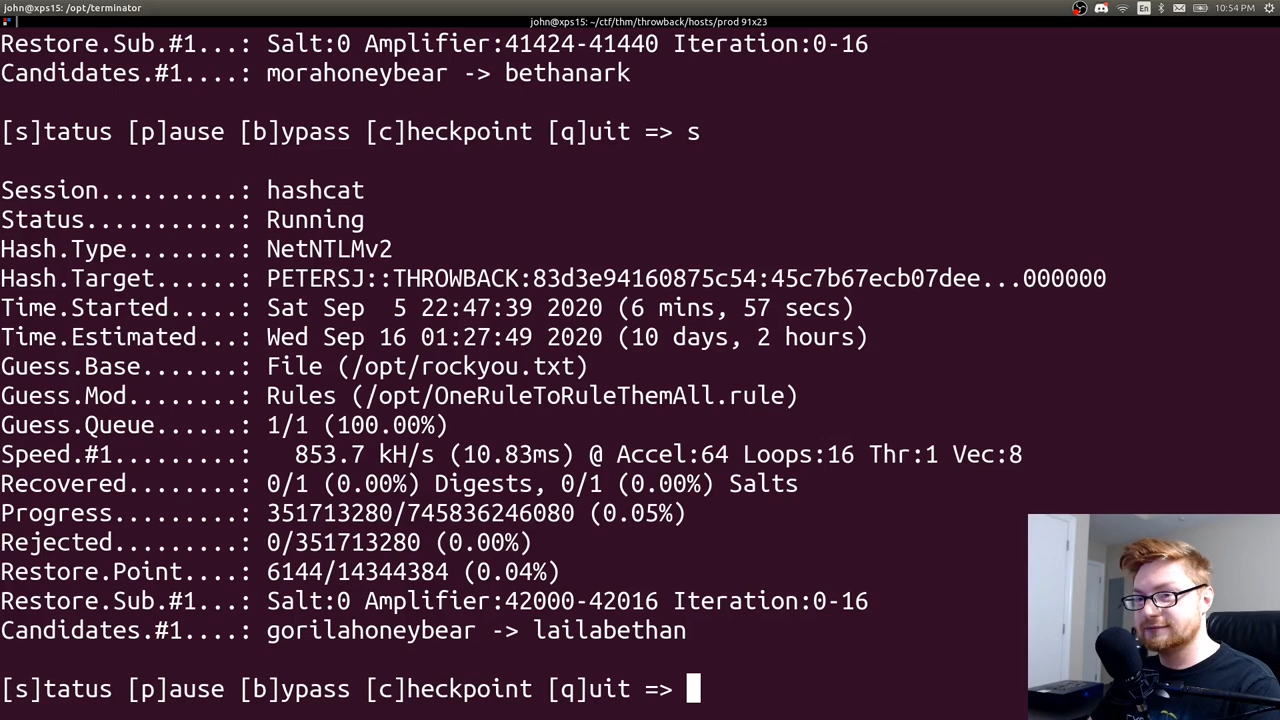 john@xps15: /opt/terminator
En
10:54 PM
john@xps15: ~/ctf/thm/throwback/hosts/prod 91x23
Restore.Sub.#1...: Salt:0 Amplifier:41424-41440 Iteration:0-16
Candidates.#1....: morahoneybear -> bethanark
[s]tatus [p]ause [b]ypass [c]heckpoint [q]uit => s
Session..........: hashcat
Status...........: Running
Hash.Type........: NetNTLMv2
Hash.Target......: PETERSJ::THROWBACK:83d3e94160875c54:45c7b67ecb07dee...000000
Time.Started.....: Sat Sep  5 22:47:39 2020 (6 mins, 57 secs)
Time.Estimated...: Wed Sep 16 01:27:49 2020 (10 days, 2 hours)
Guess.Base.......: File (/opt/rockyou.txt)
Guess.Mod........: Rules (/opt/OneRuleToRuleThemAll.rule)
Guess.Queue......: 1/1 (100.00%)
Speed.#1.........:   853.7 kH/s (10.83ms) @ Accel:64 Loops:16 Thr:1 Vec:8
Recovered........: 0/1 (0.00%) Digests, 0/1 (0.00%) Salts
Progress.........: 351713280/745836246080 (0.05%)
Rejected.........: 0/351713280 (0.00%)
Restore.Point....: 6144/14344384 (0.04%)
Restore.Sub.#1...: Salt:0 Amplifier:42000-42016 Iteration:0-16
Candidates.#1....: gorilahoneybear -> lailabethan
[s]tatus [p]ause [b]ypass [c]heckpoint [q]uit =>